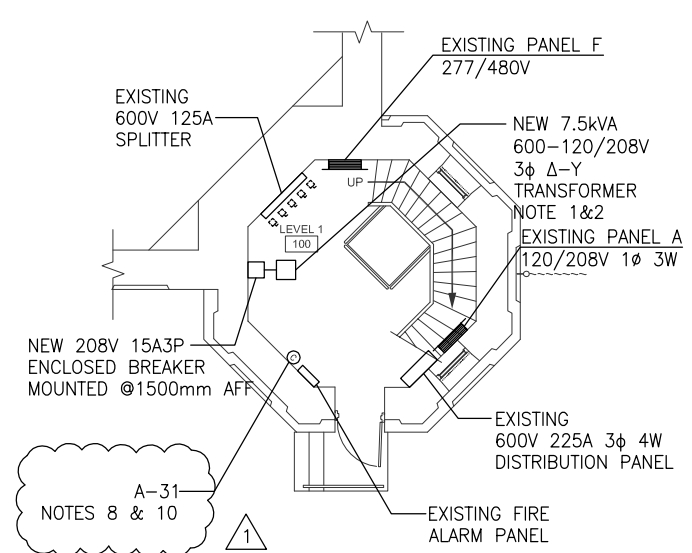 EXISTING PANEL F
277/480V
EXISTING
600V 125A
SPLITTER
NEW 7.5kVA
600-120/208V
3ϕ Δ-Y
TRANSFORMER
NOTE 1&2
UP
LEVEL 1
100
EXISTING PANEL A
120/208V 1ø 3W
NEW 208V 15A3P
ENCLOSED BREAKER
MOUNTED @1500mm AFF
EXISTING
600V 225A 3ϕ 4W
DISTRIBUTION PANEL
A-31
NOTES 8 & 10
1
EXISTING FIRE
ALARM PANEL